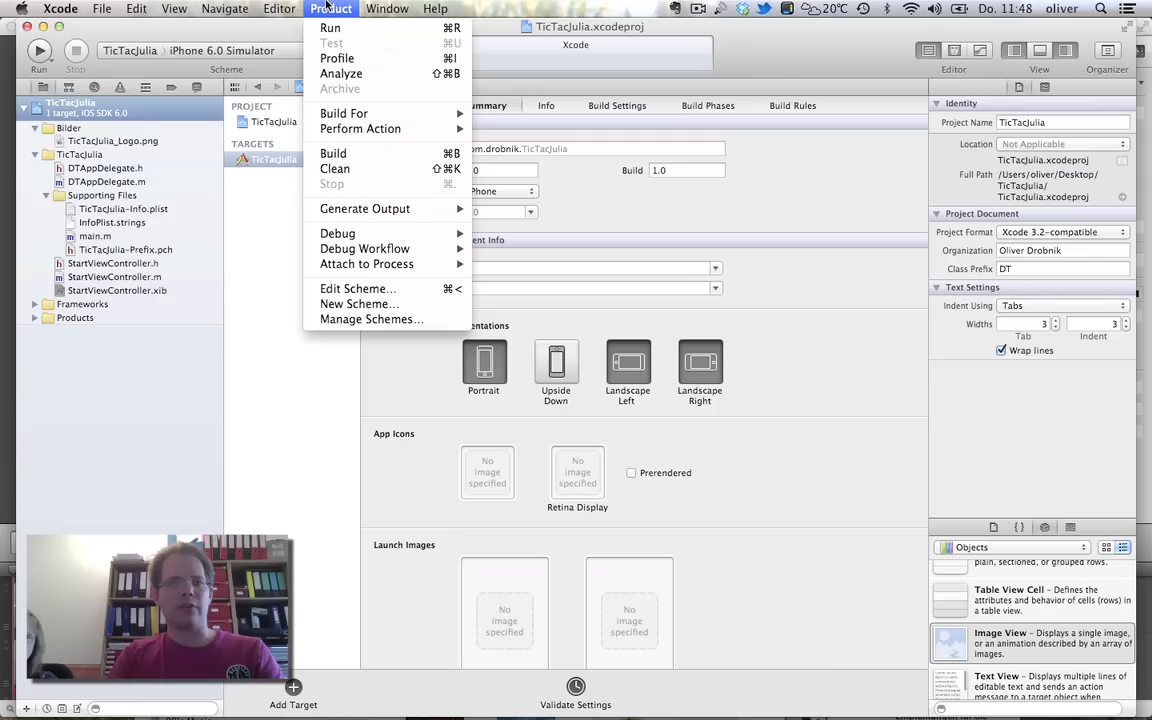 Xcode File Edit View Navigate Editor Product Window Help
20°C Do. 11:48 oliver
TicTacJulia.xcodeproj
Run Stop
TicTacJulia iPhone 6.0 Simulator
Scheme
Xcode
Editor View Organizer
Run ⌘R
Test ⌘U
Profile ⌘I
Analyze ⇧⌘B
Archive
Build For
Perform Action
Build ⌘B
Clean ⇧⌘K
Stop ⌘.
Generate Output
Debug
Debug Workflow
Attach to Process
Edit Scheme... ⌘<
New Scheme...
Manage Schemes...
TicTacJulia
1 target, iOS SDK 6.0
Bilder
TicTacJulia_Logo.png
TicTacJulia
DTAppDelegate.h
DTAppDelegate.m
Supporting Files
TicTacJulia-Info.plist
InfoPlist.strings
main.m
TicTacJulia-Prefix.pch
StartViewController.h
StartViewController.m
StartViewController.xib
Frameworks
Products
PROJECT
TicTacJulia
TARGETS
TicTacJulia
mmary Info Build Settings Build Phases Build Rules
om.drobnik.TicTacJulia
.0 Build 1.0
Phone
.0
ent Info
entations
Portrait
Upside
Down
Landscape
Left
Landscape
Right
App Icons
No
image
specified
No
image
specified
Prerendered
Retina Display
Launch Images
No
image
specified
No
image
specified
Add Target
Validate Settings
Identity
Project Name TicTacJulia
Location Not Applicable
TicTacJulia.xcodeproj
Full Path /Users/oliver/Desktop/
TicTacJulia/
TicTacJulia.xcodeproj
Project Document
Project Format Xcode 3.2-compatible
Organization Oliver Drobnik
Class Prefix DT
Text Settings
Indent Using Tabs
Widths 3 3
Tab Indent
Wrap lines
{ }
Objects
plain, sectioned, or grouped rows.
Table View Cell - Defines the
attributes and behavior of cells (rows) in
a table view.
Image View - Displays a single image,
or an animation described by an array of
images.
Text View - Displays multiple lines of
editable text and sends an action
message to a target object when